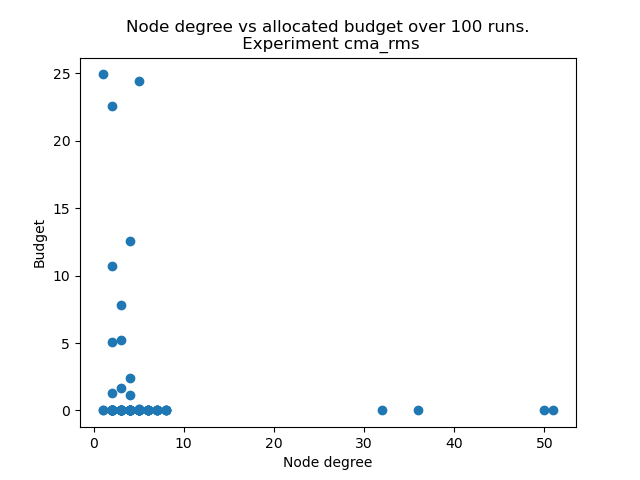 Node degree vs allocated budget over 100 runs.
Experiment cma_rms
25
20
15
10
5
0
Budget
0 10 20 30 40 50
Node degree